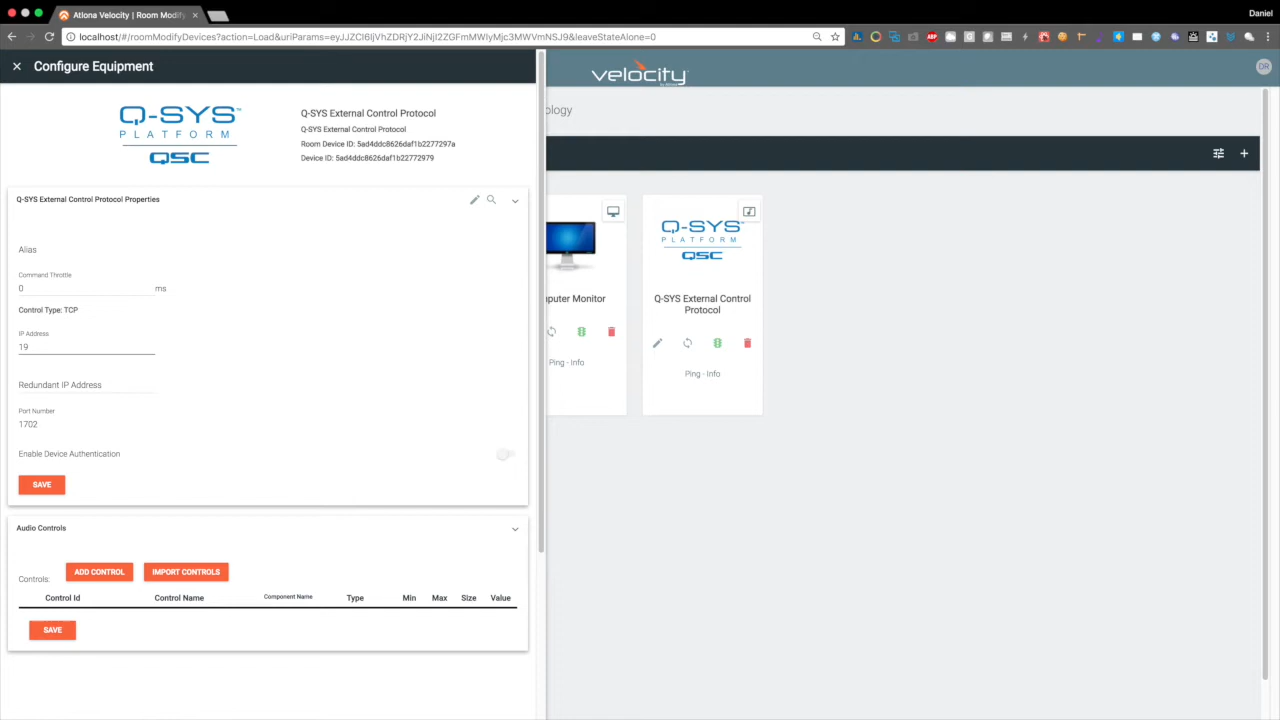 Daniel
Atlona Velocity | Room Modify
localhost/#/roomModifyDevices?action=Load&uriParams=eyJJZCI6IjVhZDRjY2JiNjI2ZGFmMWIyMjc3MWVmNSJ9&leaveStateAlone=0
Configure Equipment
velocity
DR
Q-SYS
PLATFORM
QSC
Q-SYS External Control Protocol
Q-SYS External Control Protocol
Room Device ID: 5ad4ddc8626daf1b2277297a
Device ID: 5ad4ddc8626daf1b22772979
ology
Q-SYS External Control Protocol Properties
Alias
Command Throttle
0 ms
Control Type: TCP
IP Address
19
Redundant IP Address
Port Number
1702
Enable Device Authentication
SAVE
Audio Controls
Controls: ADD CONTROL IMPORT CONTROLS
Control Id Control Name Component Name Type Min Max Size Value
SAVE
puter Monitor
Ping - Info
Q-SYS
PLATFORM
QSC
Q-SYS External Control
Protocol
Ping - Info